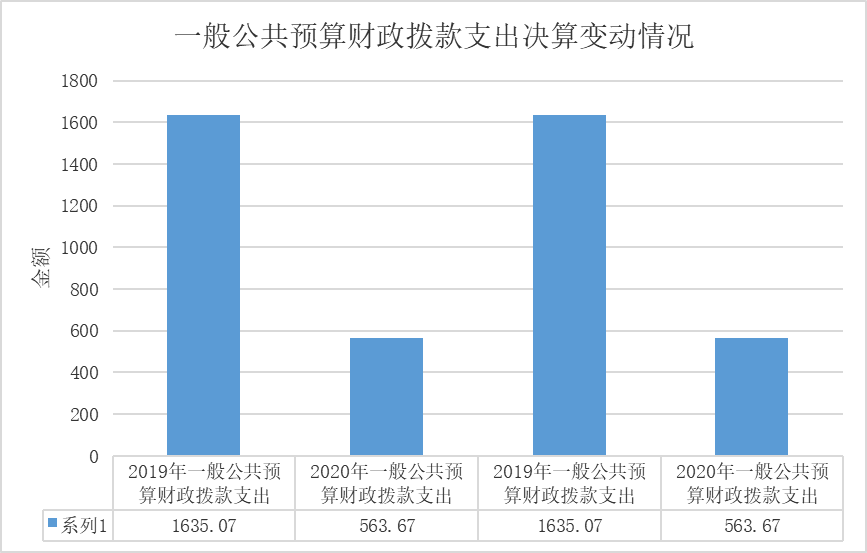 一般公共预算财政拨款支出决算变动情况
金额
1800
1600
1400
1200
1000
800
600
400
200
0
2019年一般公共预
算财政拨款支出
2020年一般公共预
算财政拨款支出
2019年一般公共预
算财政拨款支出
2020年一般公共预
算财政拨款支出
系列1 1635.07 563.67 1635.07 563.67